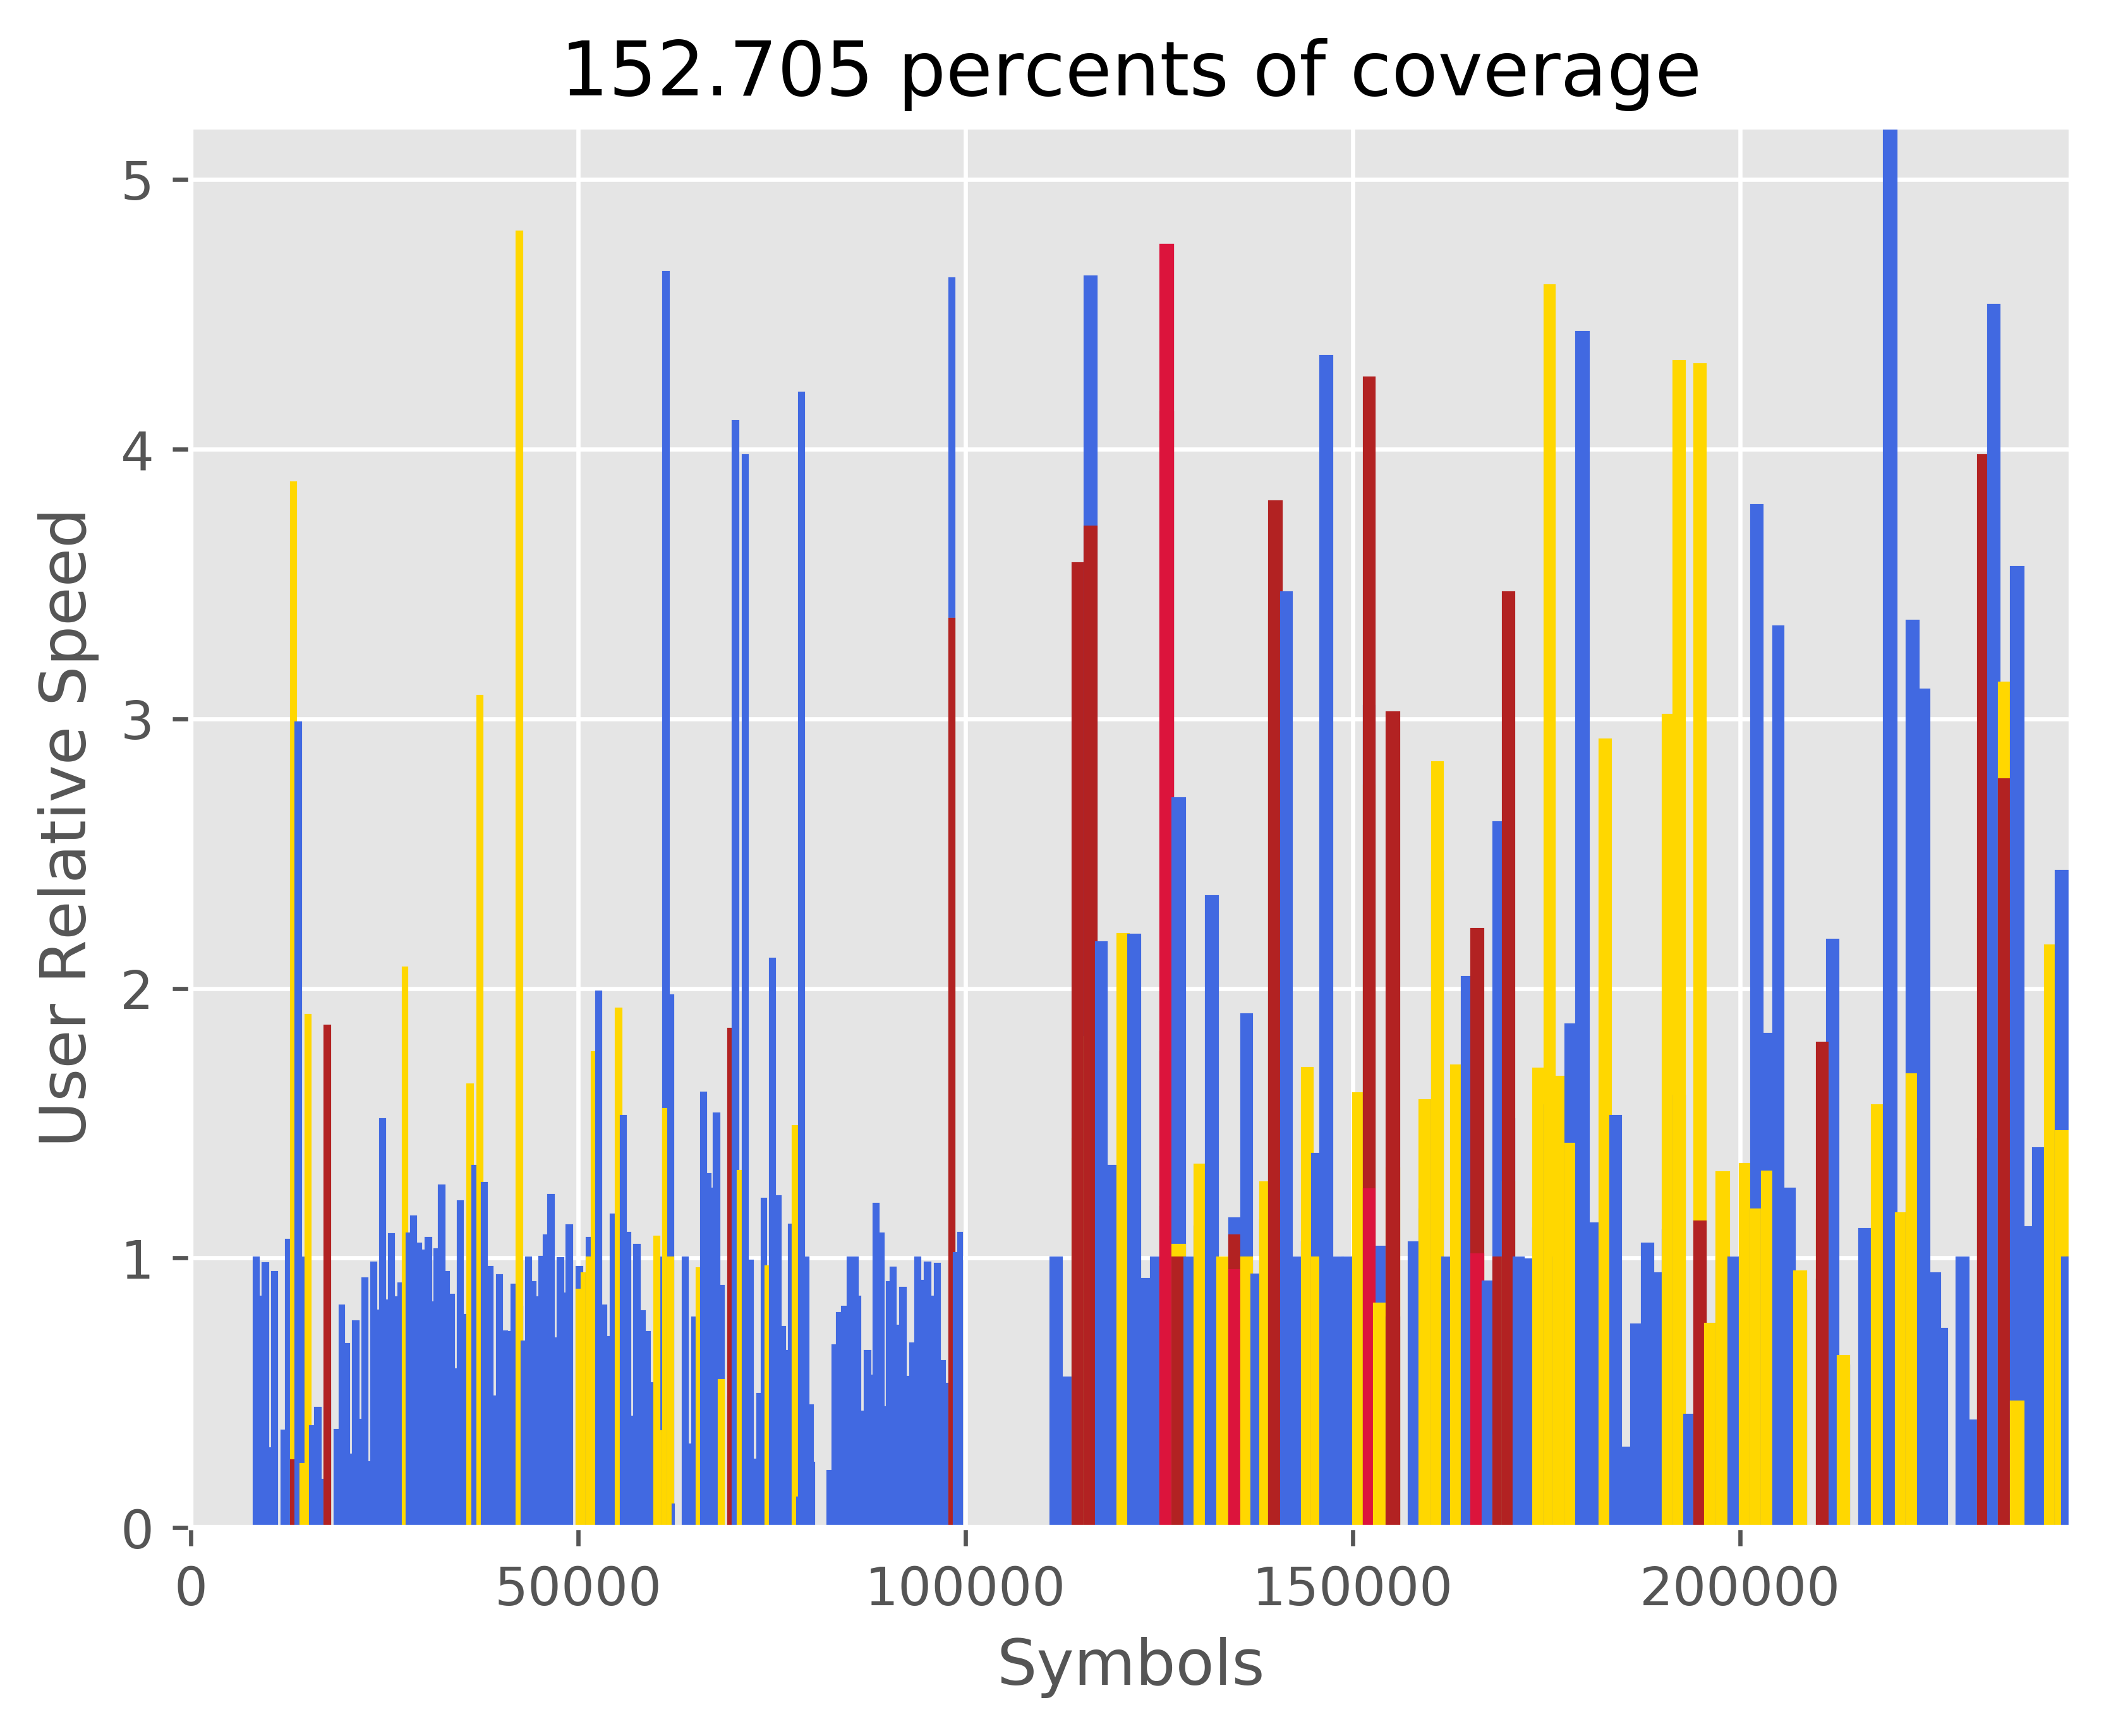 152.705 percents of coverage
User Relative Speed
5
4
3
2
1
0
0 50000 100000 150000 200000
Symbols